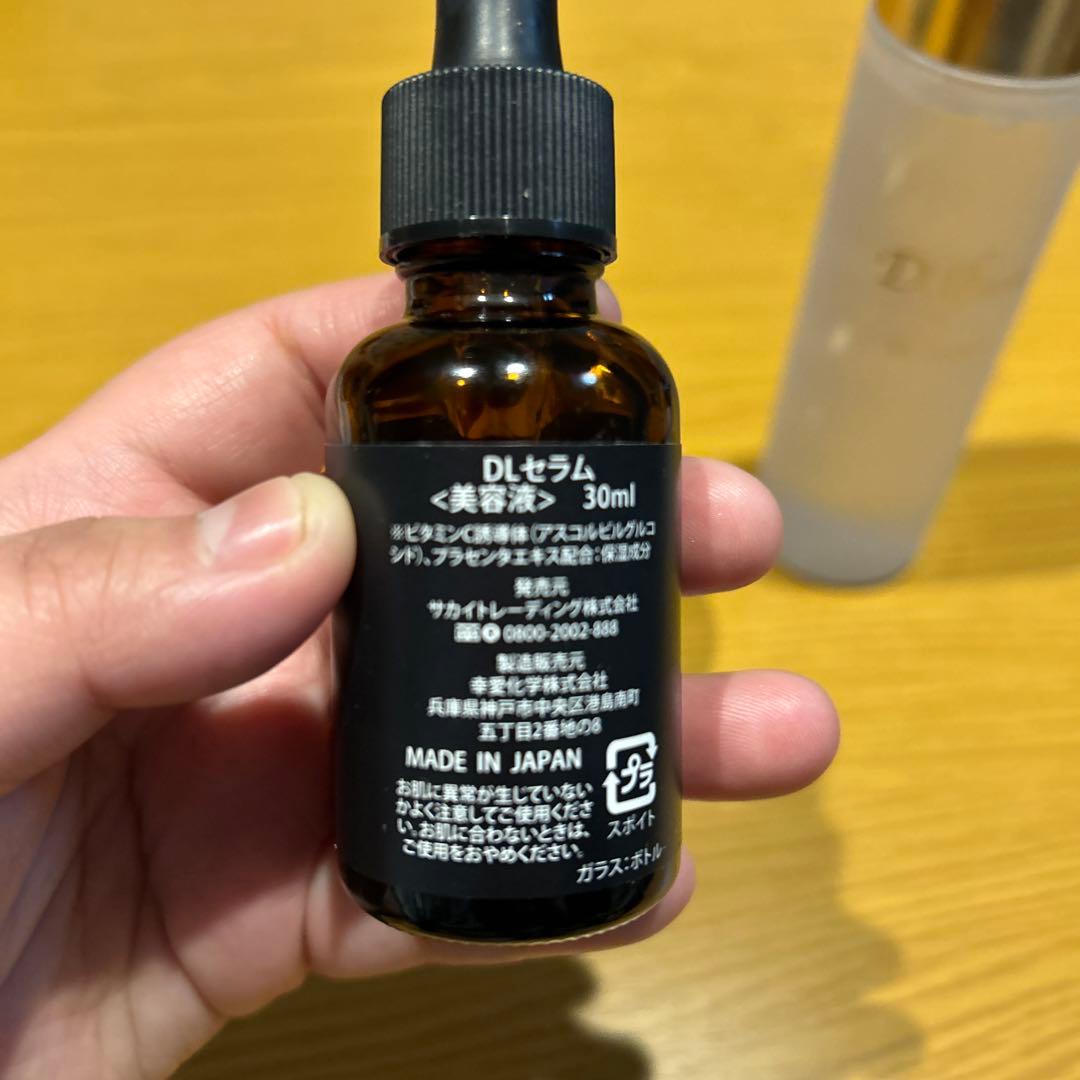 DLセラム
<美容液> 30ml
※ビタミンC誘導体(アスコルビルグルコ
シド)、プラセンタエキス配合:保湿成分
発売元
サカイトレーディング株式会社
0800-2002-888
製造販売元
幸愛化学株式会社
兵庫県神戸市中央区港島南町
五丁目2番地の8
MADE IN JAPAN
お肌に異常が生じていない
かよく注意してご使用くださ
い。お肌に合わないときは、
ご使用をおやめください。
プラ
スポイト
ガラス:ボトル
D